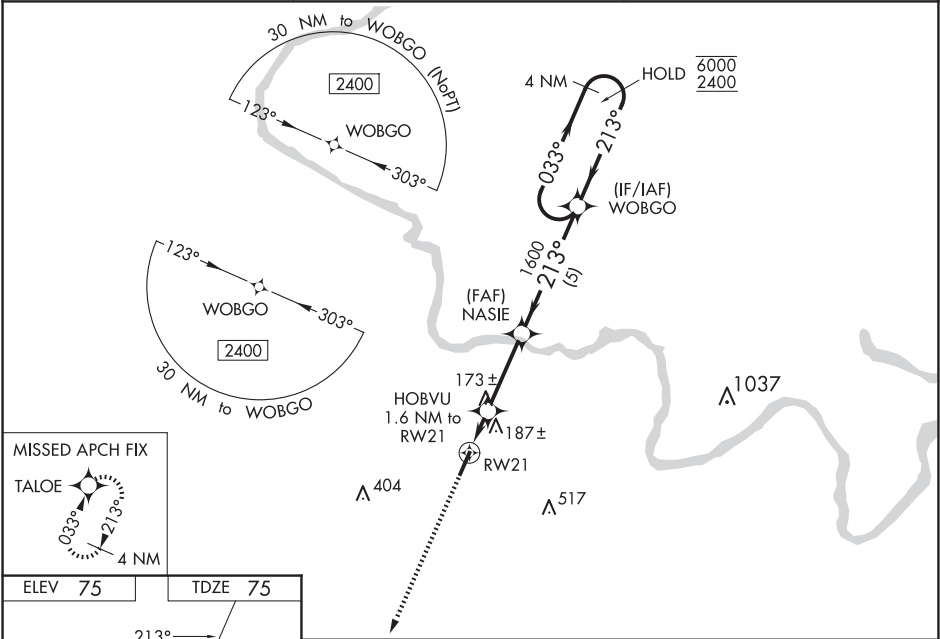 30 NM to WOBGO (NoPT)
2400
123°
WOBGO
303°
4 NM
HOLD
6000
2400
033°
213°
(IF/IAF)
WOBGO
1600
213°
(5)
123°
WOBGO
303°
2400
30 NM to WOBGO
(FAF)
NASIE
173±
HOBVU
1.6 NM to
RW21
187±
RW21
1037
404
517
MISSED APCH FIX
TALOE
033°
213°
4 NM
ELEV 75
TDZE 75
213°